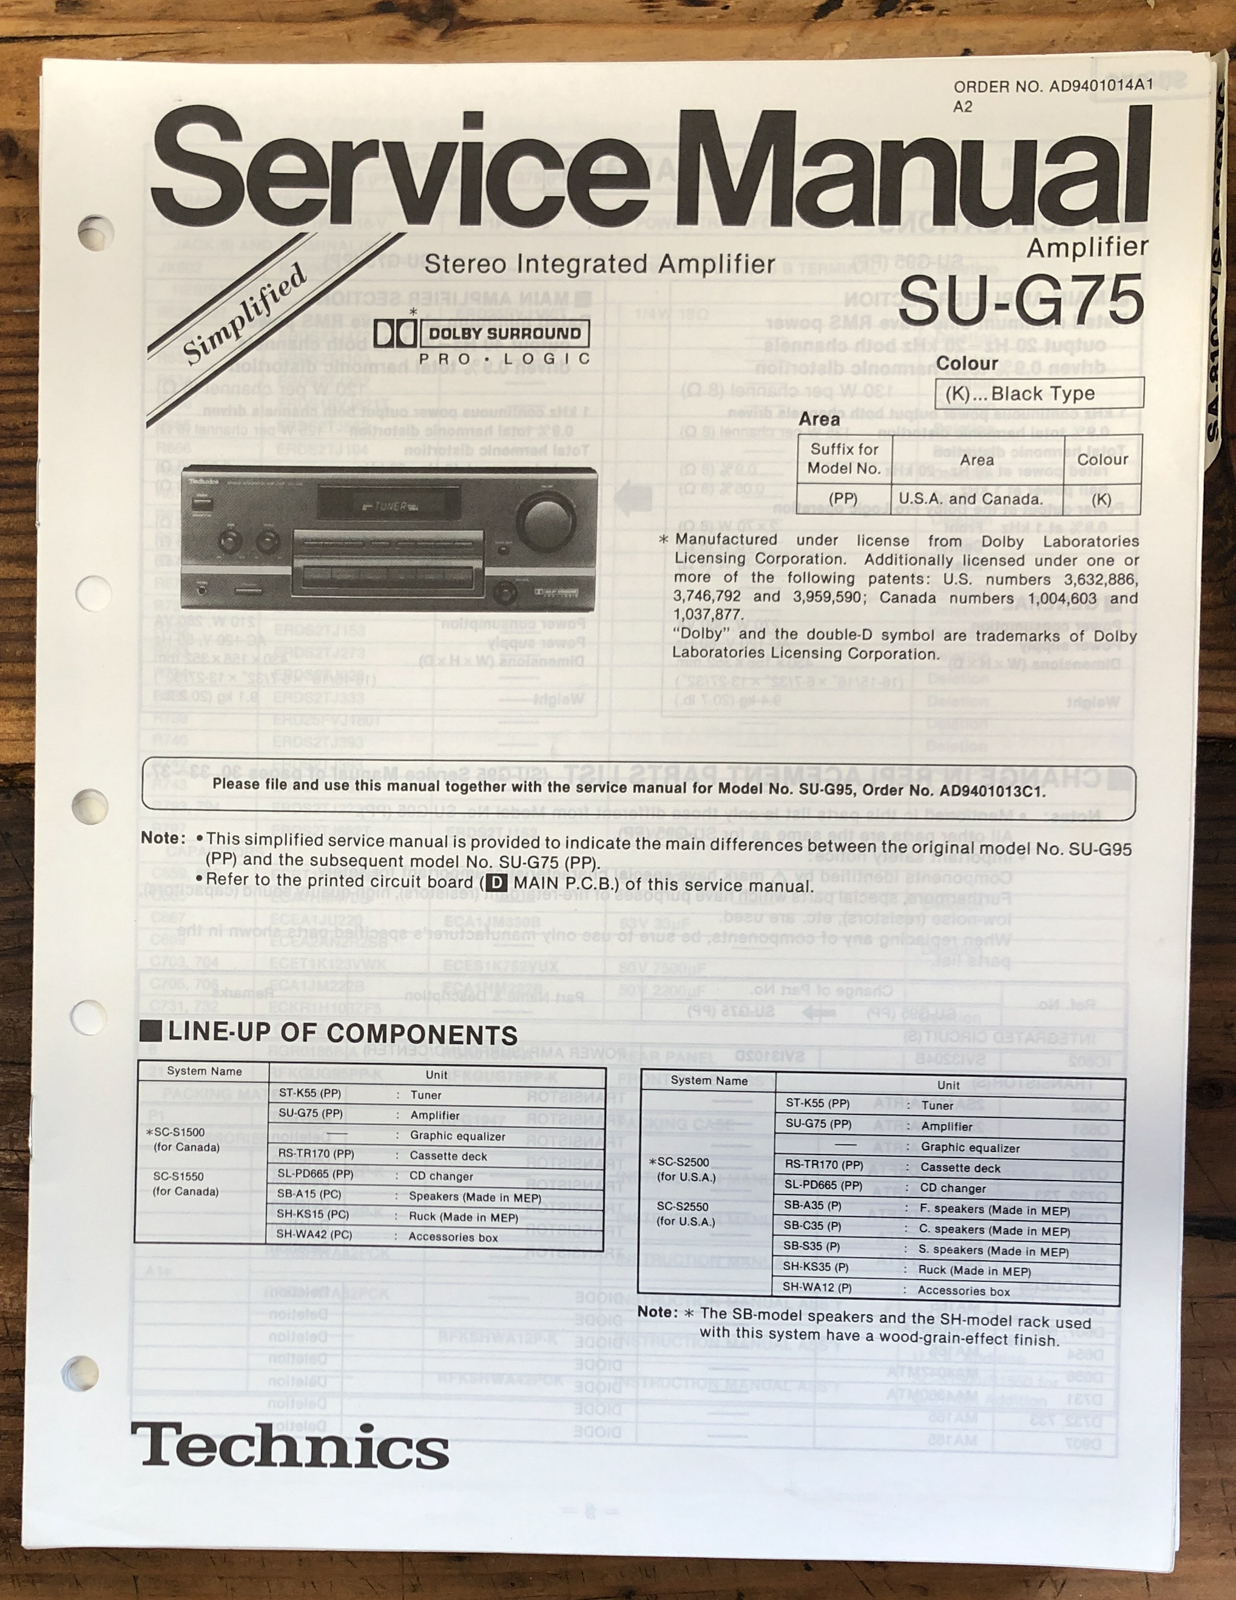 ORDER NO. AD9401014A1
A2
Service Manual
Simplified
Stereo Integrated Amplifier
Amplifier
SU-G75
* DOLBY SURROUND
PRO • LOGIC
Colour
(K)... Black Type
Area
Suffix for Model No. Area Colour
(PP) U.S.A. and Canada. (K)
Technics
TUNER
* Manufactured under license from Dolby Laboratories
Licensing Corporation. Additionally licensed under one or
more of the following patents: U.S. numbers 3,632,886,
3,746,792 and 3,959,590; Canada numbers 1,004,603 and
1,037,877.
“Dolby” and the double-D symbol are trademarks of Dolby
Laboratories Licensing Corporation.
Please file and use this manual together with the service manual for Model No. SU-G95, Order No. AD9401013C1.
Note: • This simplified service manual is provided to indicate the main differences between the original model No. SU-G95
(PP) and the subsequent model No. SU-G75 (PP).
• Refer to the printed circuit board (D MAIN P.C.B.) of this service manual.
■ LINE-UP OF COMPONENTS
System Name Unit
*SC-S1500
(for Canada)
SC-S1550
(for Canada)
ST-K55 (PP) : Tuner
SU-G75 (PP) : Amplifier
— : Graphic equalizer
RS-TR170 (PP) : Cassette deck
SL-PD665 (PP) : CD changer
SB-A15 (PC) : Speakers (Made in MEP)
SH-KS15 (PC) : Ruck (Made in MEP)
SH-WA42 (PC) : Accessories box
System Name Unit
*SC-S2500
(for U.S.A.)
SC-S2550
(for U.S.A.)
ST-K55 (PP) : Tuner
SU-G75 (PP) : Amplifier
— : Graphic equalizer
RS-TR170 (PP) : Cassette deck
SL-PD665 (PP) : CD changer
SB-A35 (P) : F. speakers (Made in MEP)
SB-C35 (P) : C. speakers (Made in MEP)
SB-S35 (P) : S. speakers (Made in MEP)
SH-KS35 (P) : Ruck (Made in MEP)
SH-WA12 (P) : Accessories box
Note: * The SB-model speakers and the SH-model rack used
with this system have a wood-grain-effect finish.
Technics